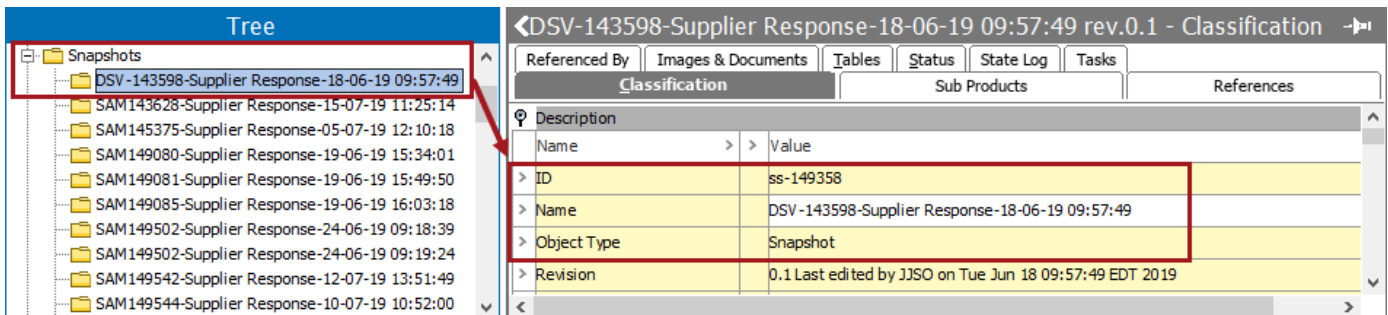 Tree
Snapshots
DSV-143598-Supplier Response-18-06-19 09:57:49
SAM143628-Supplier Response-15-07-19 11:25:14
SAM145375-Supplier Response-05-07-19 12:10:18
SAM149080-Supplier Response-19-06-19 15:34:01
SAM149081-Supplier Response-19-06-19 15:49:50
SAM149085-Supplier Response-19-06-19 16:03:18
SAM149502-Supplier Response-24-06-19 09:18:39
SAM149502-Supplier Response-24-06-19 09:19:24
SAM149542-Supplier Response-12-07-19 13:51:49
SAM149544-Supplier Response-10-07-19 10:52:00
DSV-143598-Supplier Response-18-06-19 09:57:49 rev.0.1 - Classification
Referenced By Images & Documents Tables Status State Log Tasks
Classification Sub Products References
Description
Name > > Value
> ID ss-149358
> Name DSV-143598-Supplier Response-18-06-19 09:57:49
> Object Type Snapshot
> Revision 0.1 Last edited by JJSO on Tue Jun 18 09:57:49 EDT 2019